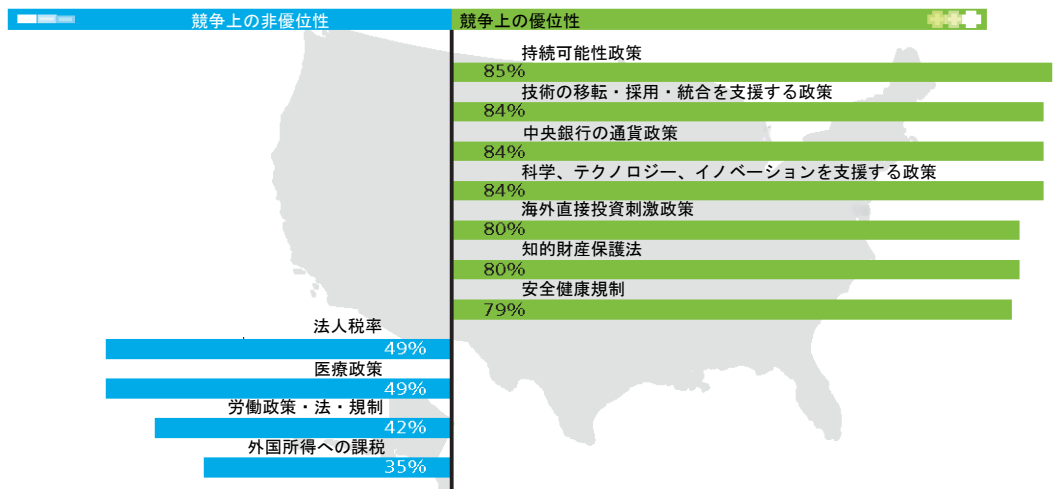 競争上の非優位性
競争上の優位性
持続可能性政策
85%
技術の移転・採用・統合を支援する政策
84%
中央銀行の通貨政策
84%
科学、テクノロジー、イノベーションを支援する政策
84%
海外直接投資刺激政策
80%
知的財産保護法
80%
安全健康規制
79%
法人税率
49%
医療政策
49%
労働政策・法・規制
42%
外国所得への課税
35%